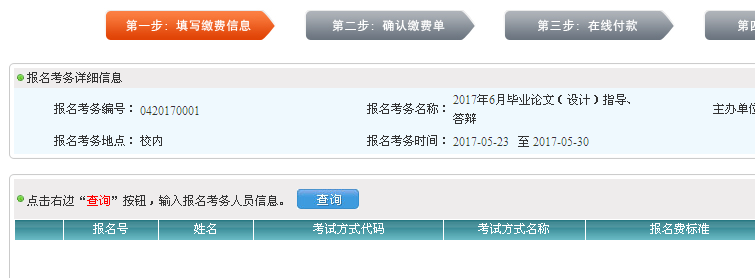 第一步：填写缴费信息 第二步：确认缴费单 第三步：在线付款 第四
报名考务详细信息
报名考务编号： 0420170001 报名考务名称： 2017年6月毕业论文（设计）指导、 主办单位
答辩
报名考务地点： 校内 报名考务时间： 2017-05-23 至 2017-05-30
点击右边“查询”按钮，输入报名考务人员信息。 查询
报名号 姓名 考试方式代码 考试方式名称 报名费标准